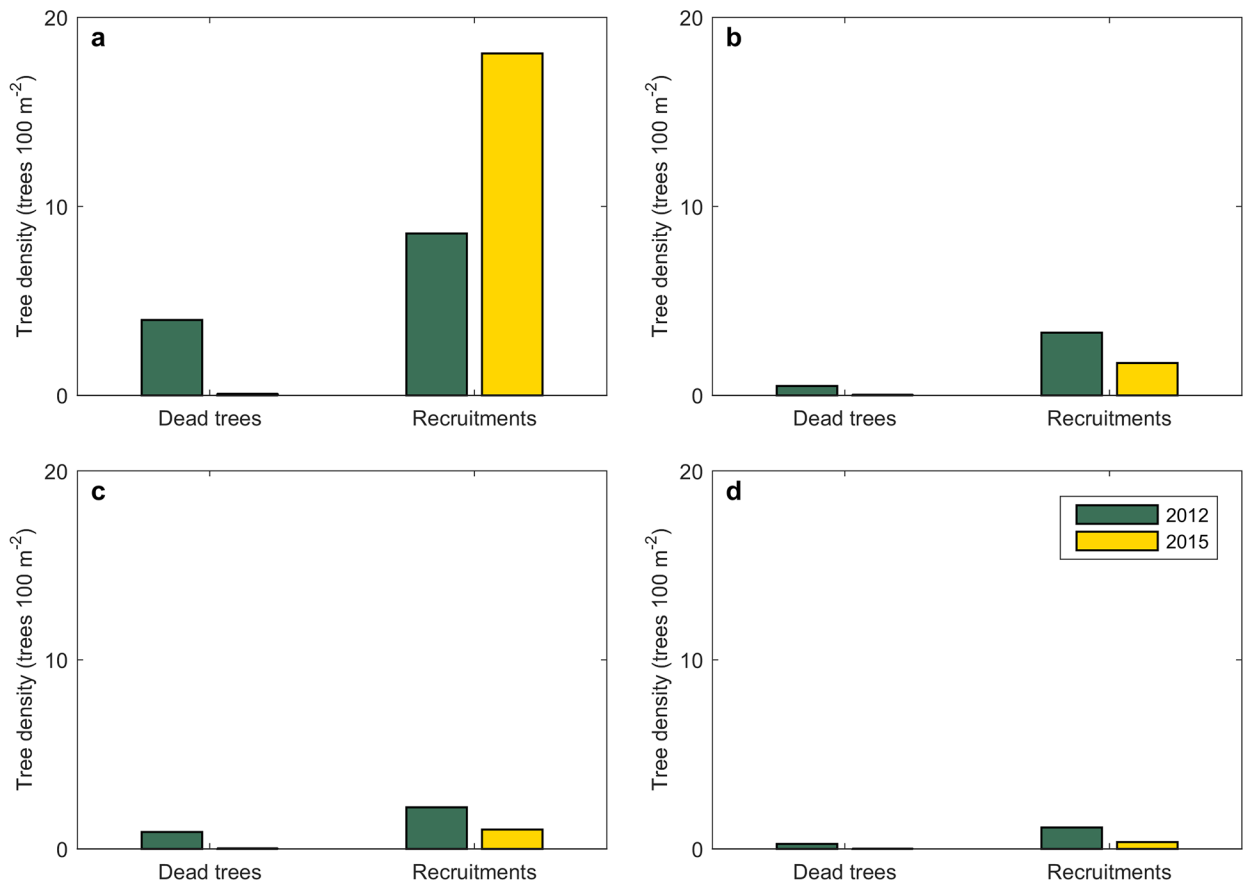 a
20
10
0
Tree density (trees 100 m-2)
Dead trees
Recruitments
b
20
10
0
Tree density (trees 100 m-2)
Dead trees
Recruitments
c
20
10
0
Tree density (trees 100 m-2)
Dead trees
Recruitments
d
20
10
0
Tree density (trees 100 m-2)
2012
2015
Dead trees
Recruitments